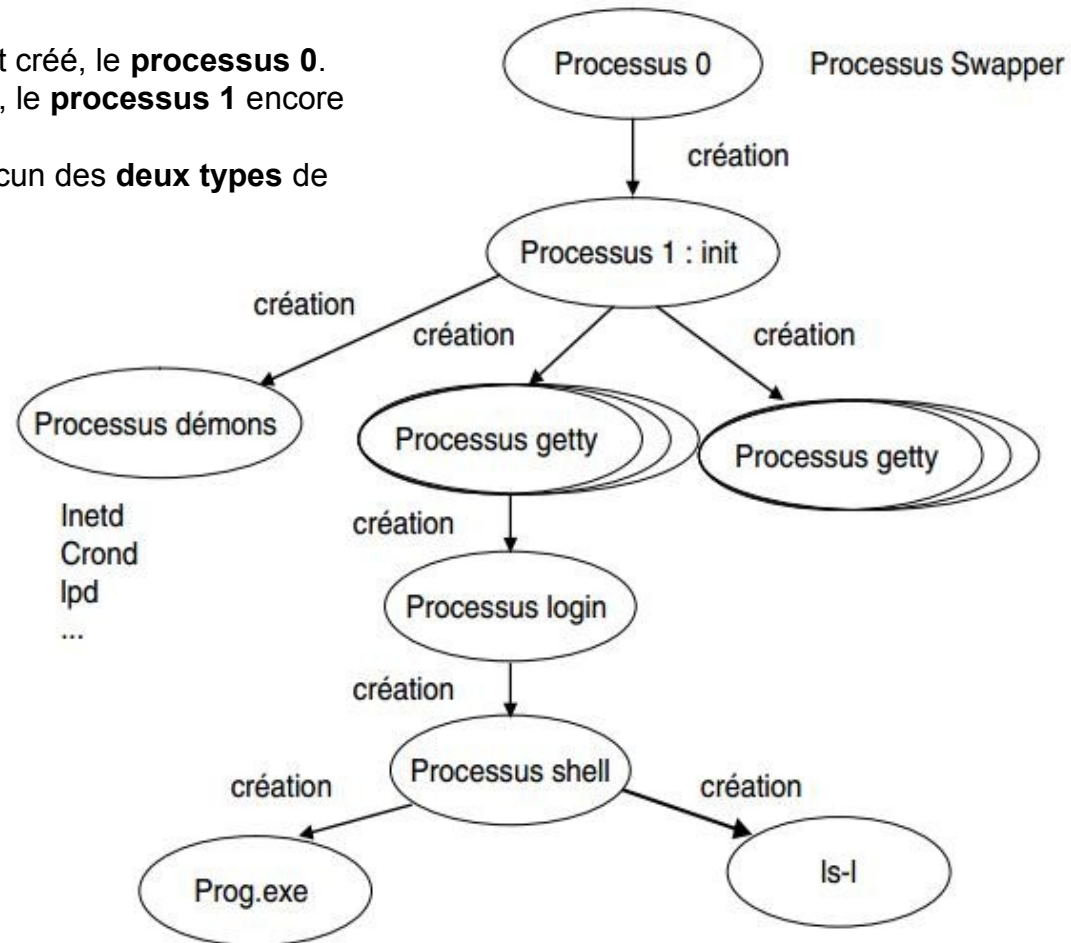 t créé, le processus 0.
, le processus 1 encore
cun des deux types de
Processus 0
Processus Swapper
création
Processus 1 : init
création
création
création
Processus démons
Processus getty
Processus getty
Inetd
Crond
lpd
...
création
Processus login
création
Processus shell
création
création
Prog.exe
ls-l